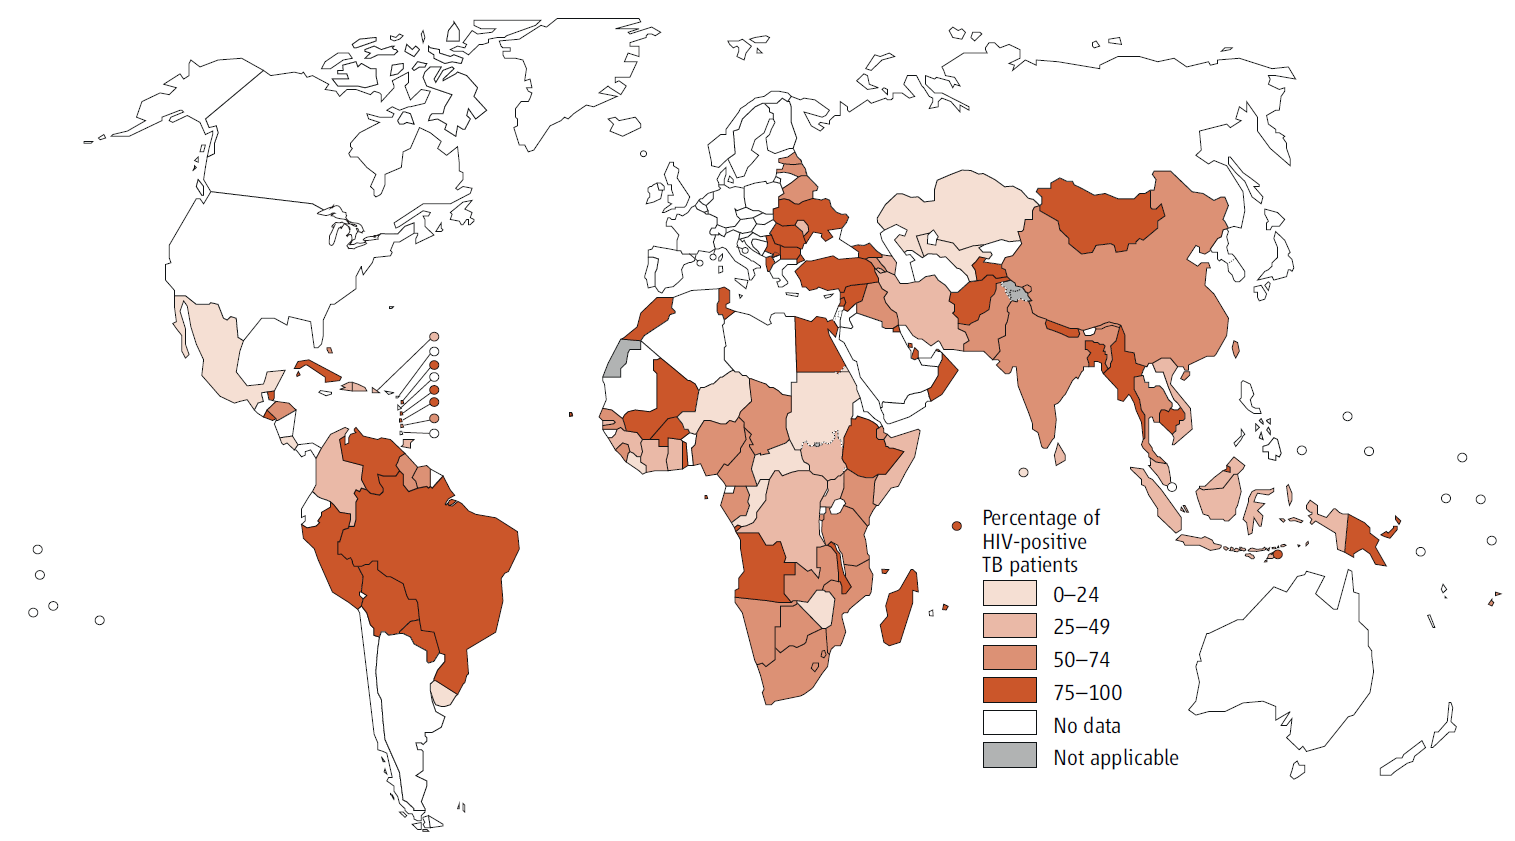 Percentage of
HIV-positive
TB patients
0–24
25–49
50–74
75–100
No data
Not applicable